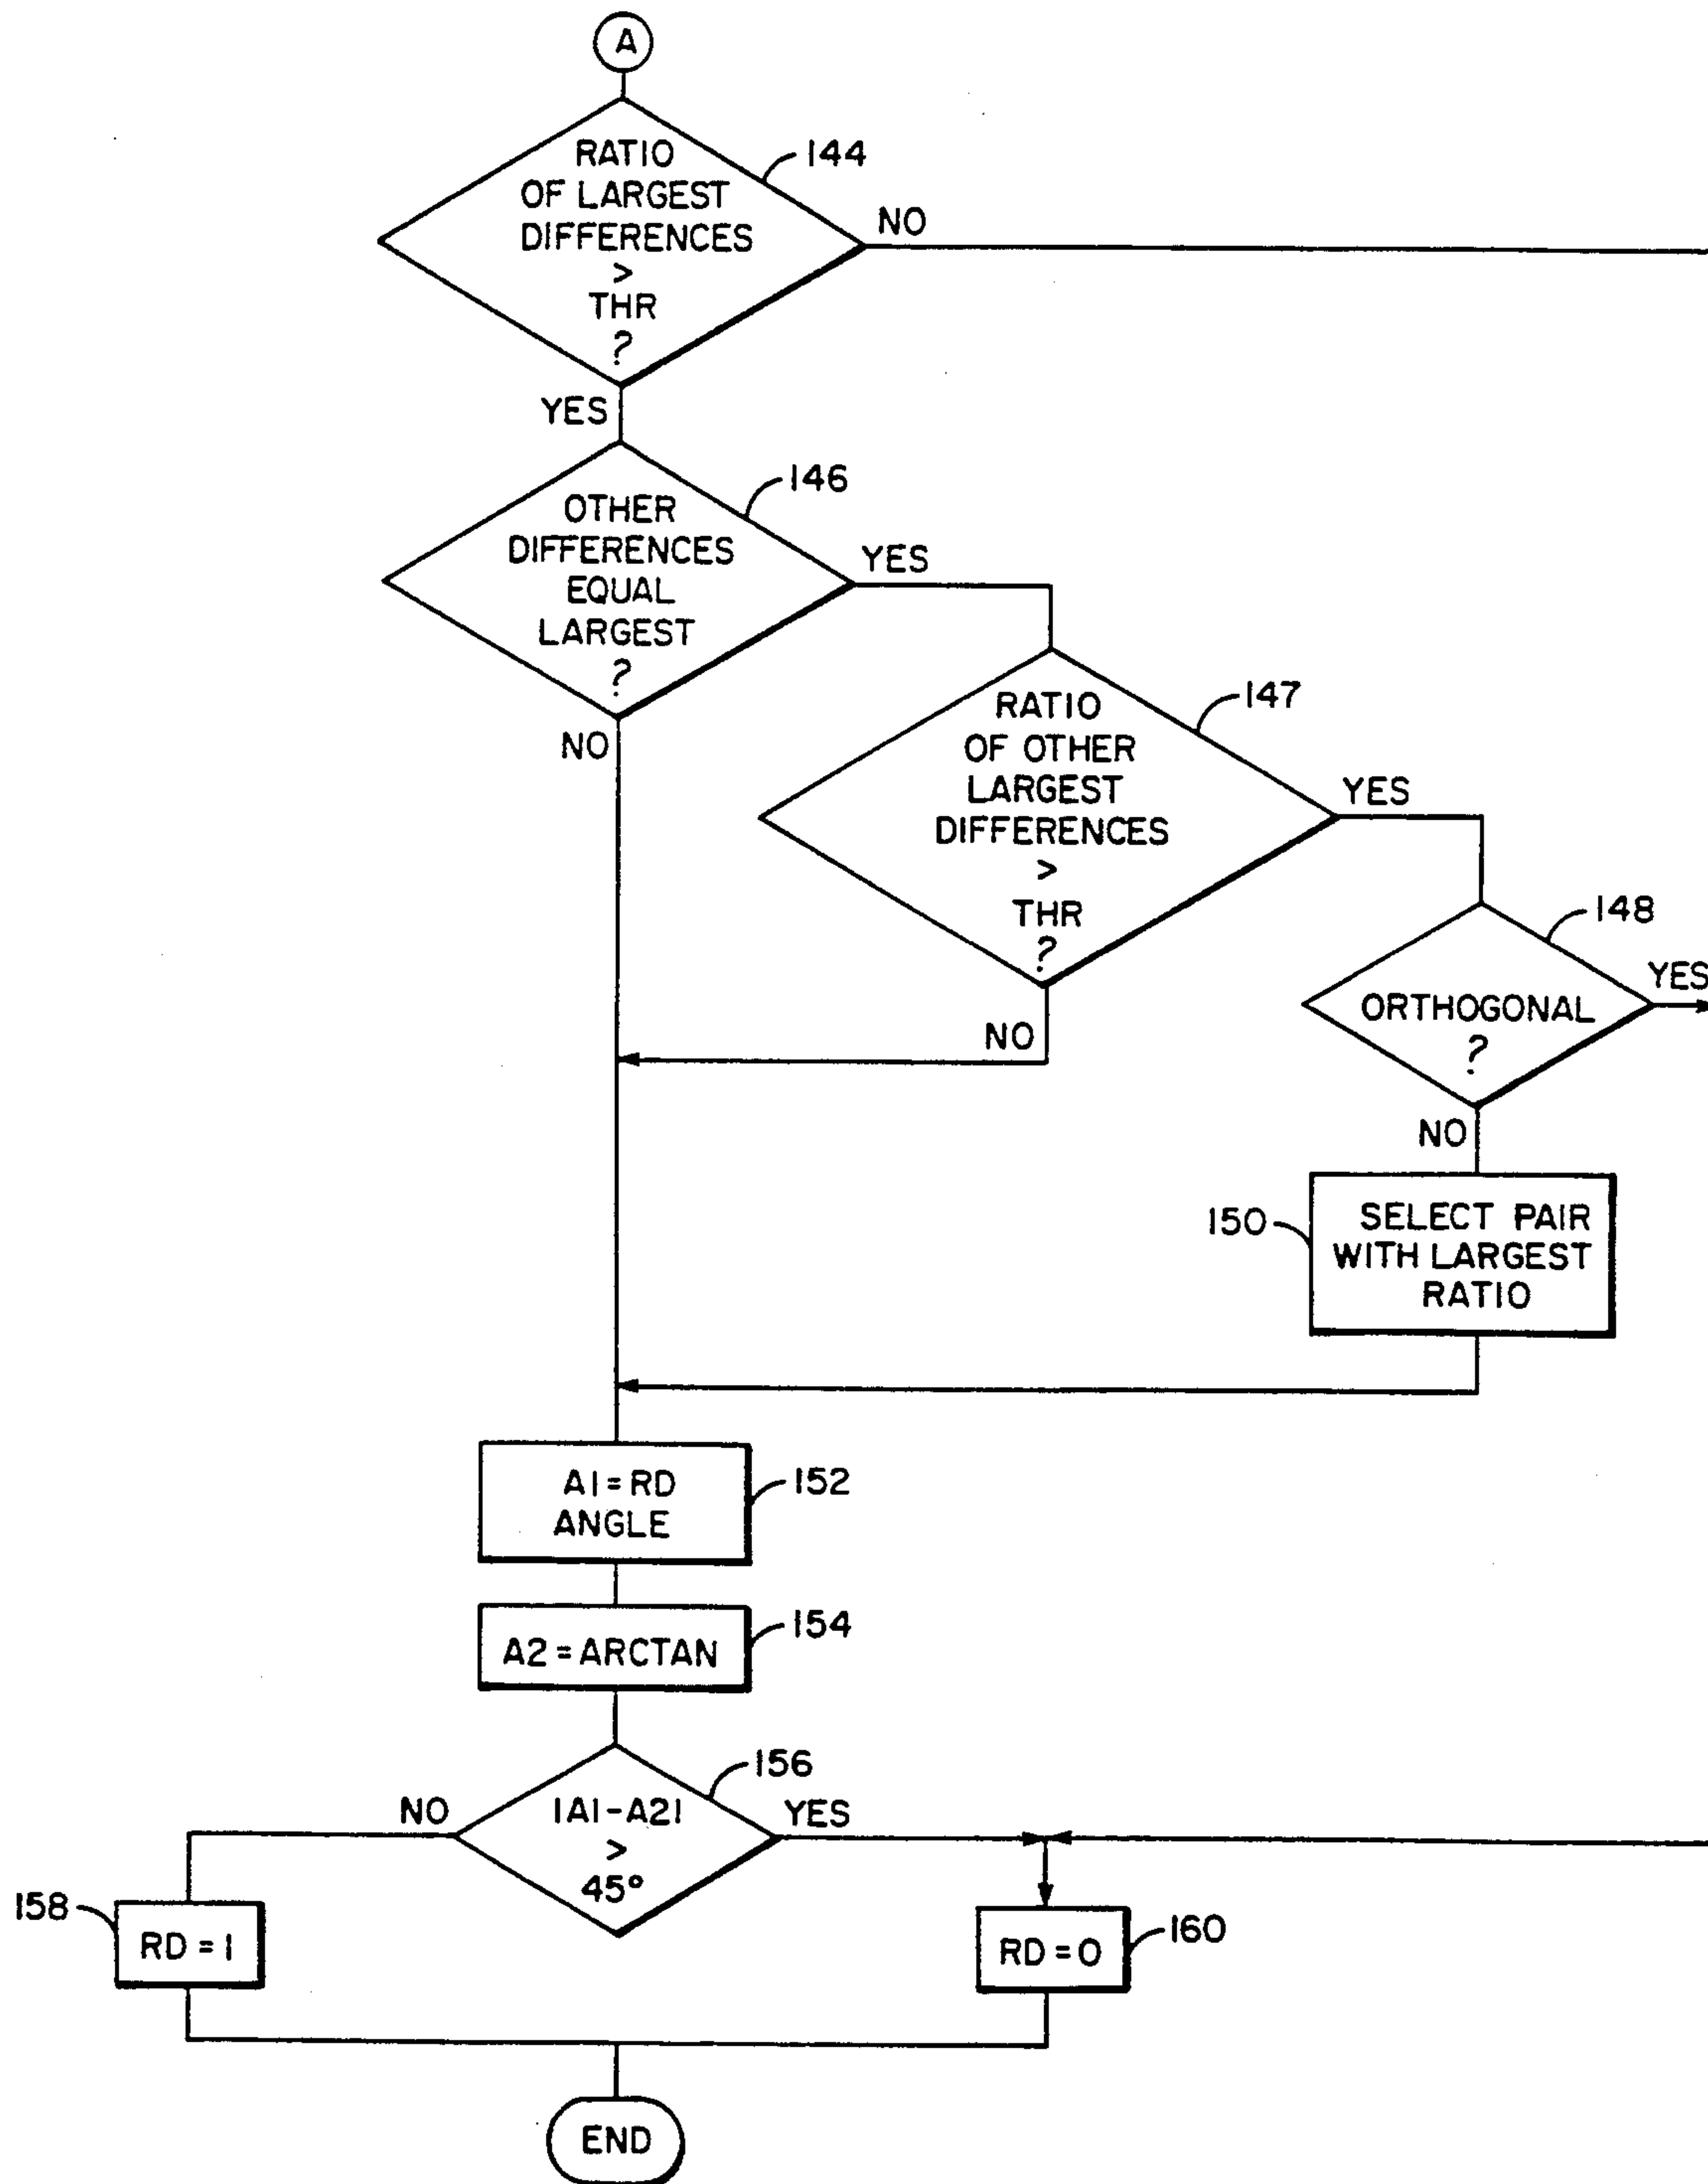 A
RATIO
OF LARGEST
DIFFERENCES
>
THR
?
144
NO
YES
OTHER
DIFFERENCES
EQUAL
LARGEST
?
146
YES
NO
RATIO
OF OTHER
LARGEST
DIFFERENCES
>
THR
?
147
YES
NO
ORTHOGONAL
?
148
YES
NO
150
SELECT PAIR
WITH LARGEST
RATIO
A1 = RD
ANGLE
152
A2 = ARCTAN
154
|A1-A2|
>
45°
156
NO
YES
158
RD = 1
RD = 0
160
END